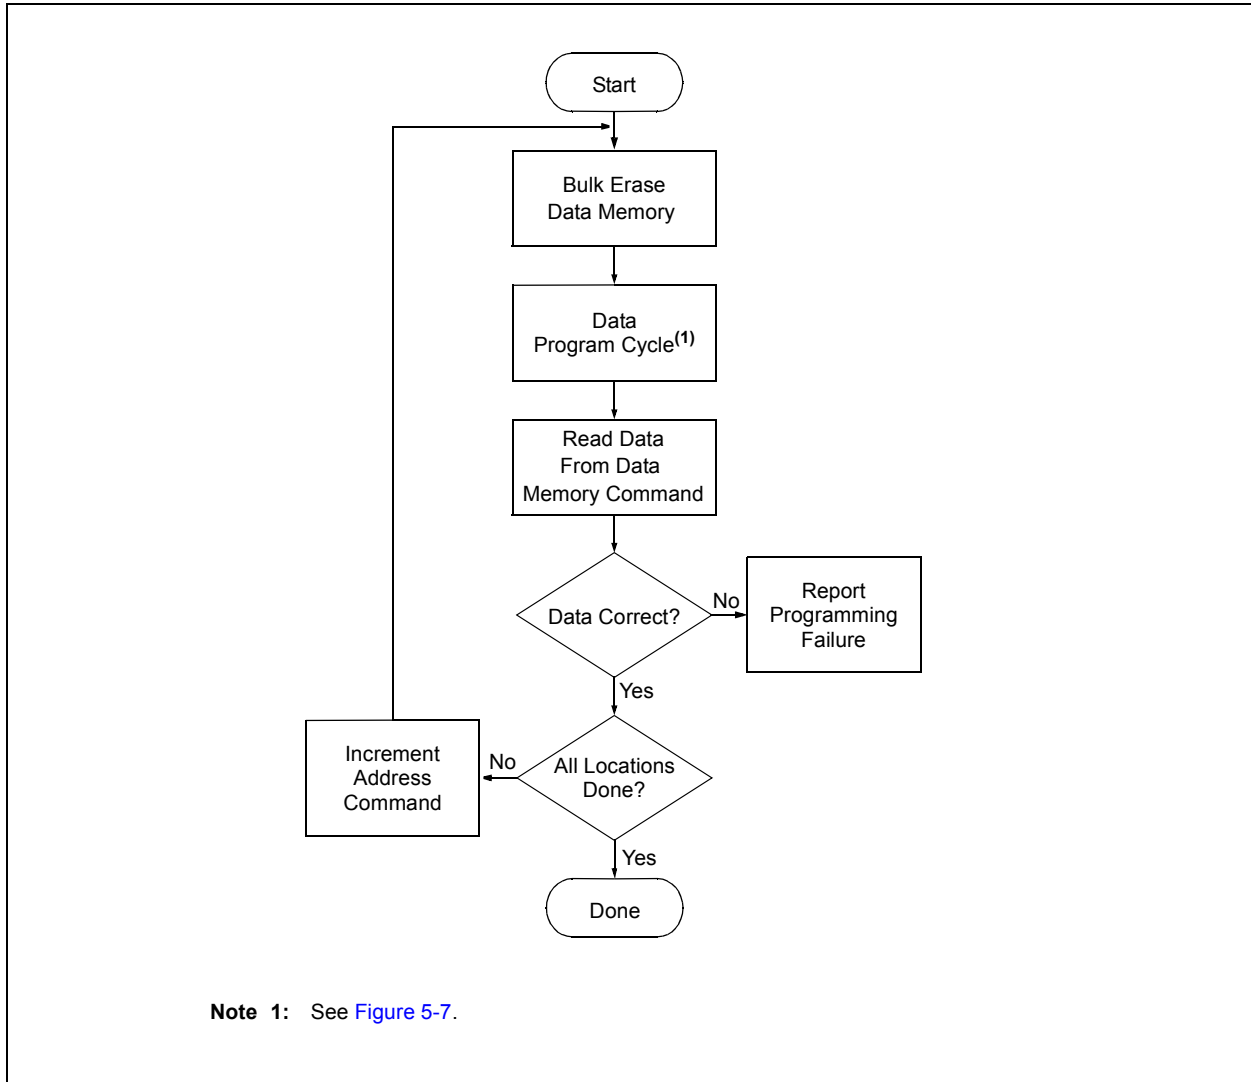 Start
Bulk Erase
Data Memory
Data
Program Cycle(1)
Read Data
From Data
Memory Command
Data Correct?
No
Report
Programming
Failure
Yes
All Locations
Done?
No
Increment
Address
Command
Yes
Done
Note 1: See Figure 5-7.